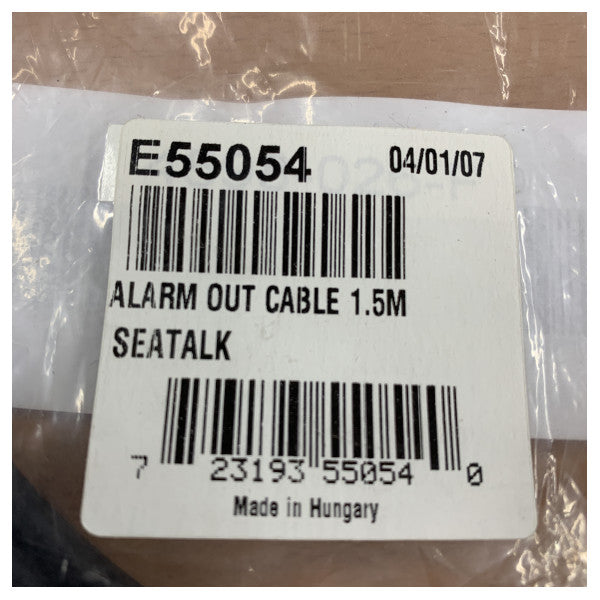 E55054 04/01/07
ALARM OUT CABLE 1.5M
SEATALK
7 23193 55054 0
Made in Hungary